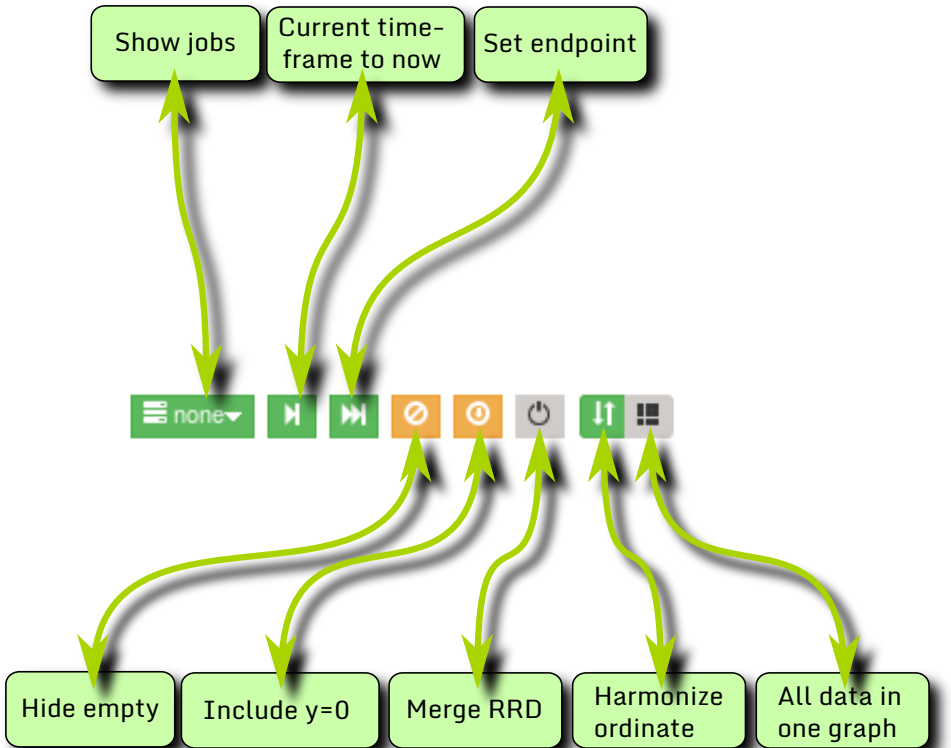 Show jobs
Current time-
frame to now
Set endpoint
none
Hide empty
Include y=0
Merge RRD
Harmonize
ordinate
All data in
one graph